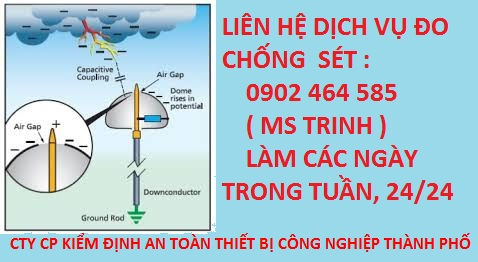 LIÊN HỆ DỊCH VỤ ĐO
CHỐNG SÉT :
0902 464 585
( MS TRINH )
LÀM CÁC NGÀY
TRONG TUẦN, 24/24
Capacitive
Coupling
Air Gap
Dome
rises in
potential
Air Gap
+
Downconductor
Ground Rod
CTY CP KIỂM ĐỊNH AN TOÀN THIẾT BỊ CÔNG NGHIỆP THÀNH PHỐ